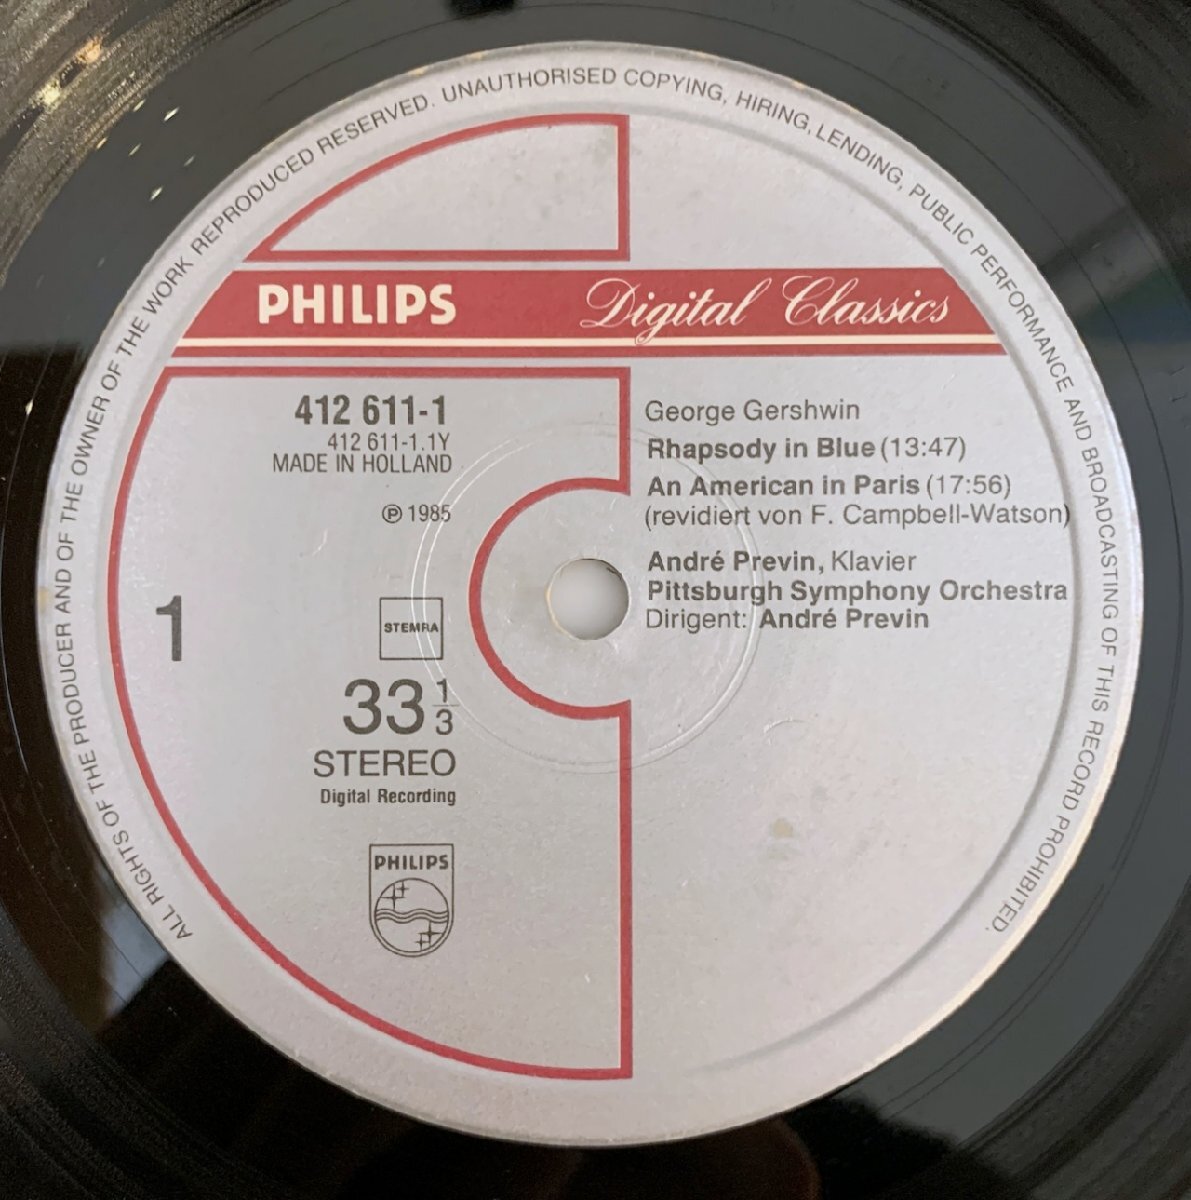 ALL RIGHTS OF THE PRODUCER AND OF THE OWNER OF THE WORK REPRODUCED RESERVED. UNAUTHORISED COPYING, HIRING, LENDING, PUBLIC PERFORMANCE AND BROADCASTING OF THIS RECORD PROHIBITED.
PHILIPS Digital Classics
412 611-1
412 611-1.1Y
MADE IN HOLLAND
℗ 1985
1
STEMRA
33 1/3
STEREO
Digital Recording
PHILIPS
George Gershwin
Rhapsody in Blue (13:47)
An American in Paris (17:56)
(revidiert von F. Campbell-Watson)
André Previn, Klavier
Pittsburgh Symphony Orchestra
Dirigent: André Previn